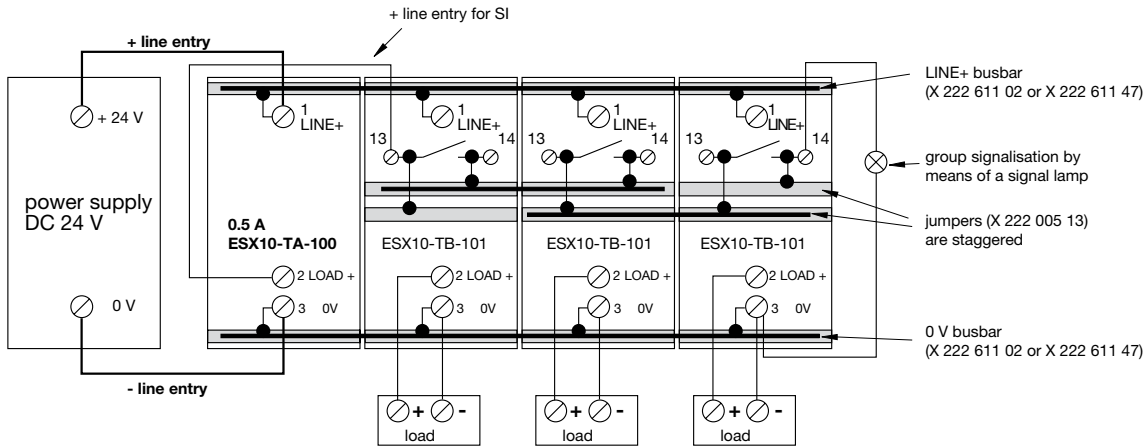 + line entry for SI
+ line entry
LINE+ busbar
(X 222 611 02 or X 222 611 47)
+ 24 V
1
LINE+
1
LINE+
1
LINE+
1
LINE+
13
14
13
14
13
14
group signalisation by
means of a signal lamp
power supply
DC 24 V
jumpers (X 222 005 13)
are staggered
0.5 A
ESX10-TA-100
ESX10-TB-101
ESX10-TB-101
ESX10-TB-101
2 LOAD +
2 LOAD +
2 LOAD +
2 LOAD +
0 V
3 0V
3 0V
3 0V
3 0V
0 V busbar
(X 222 611 02 or X 222 611 47)
- line entry
+ -
load
+ -
load
+ -
load